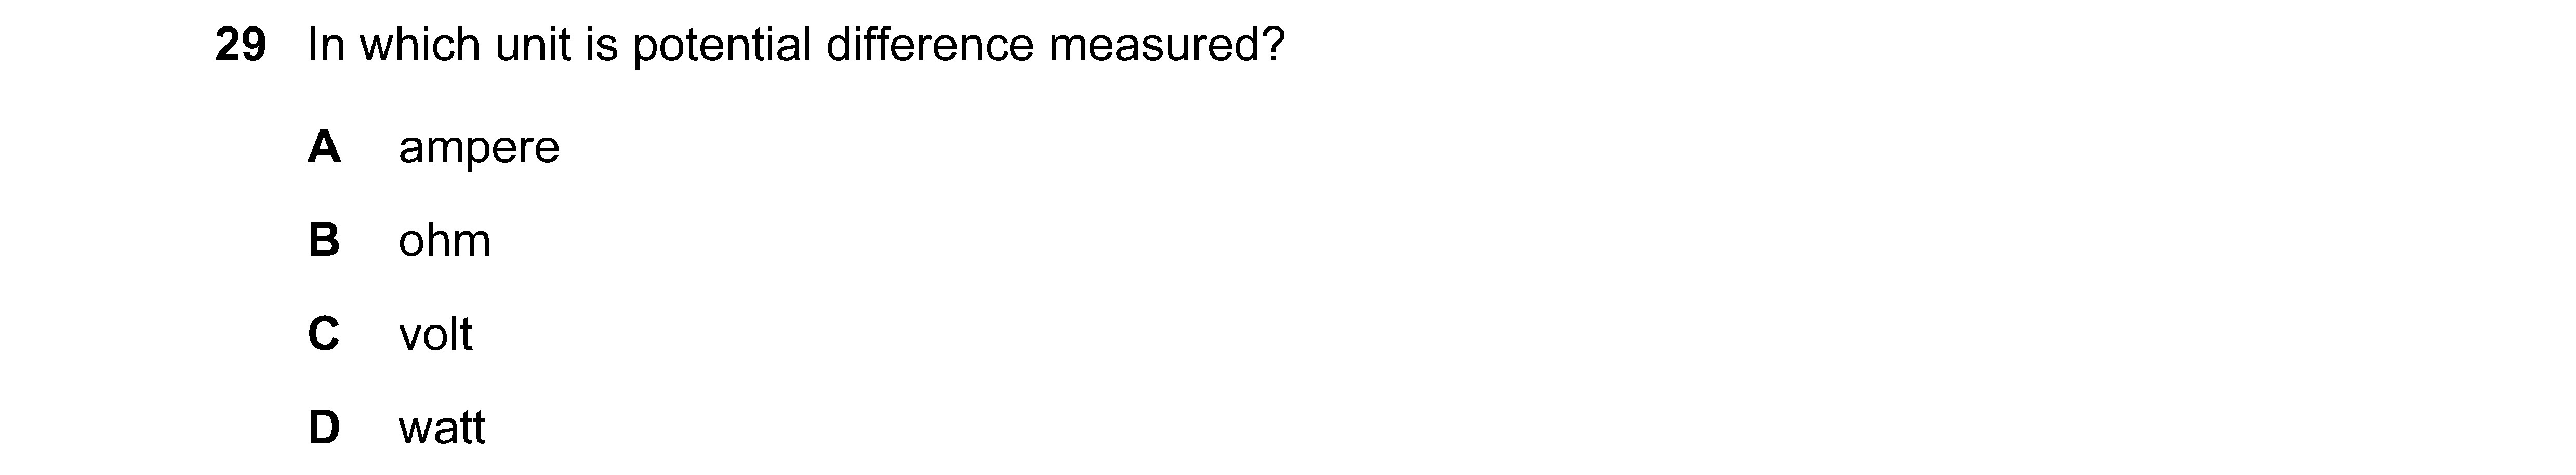 29 In which unit is potential difference measured?
A ampere
B ohm
C volt
D watt